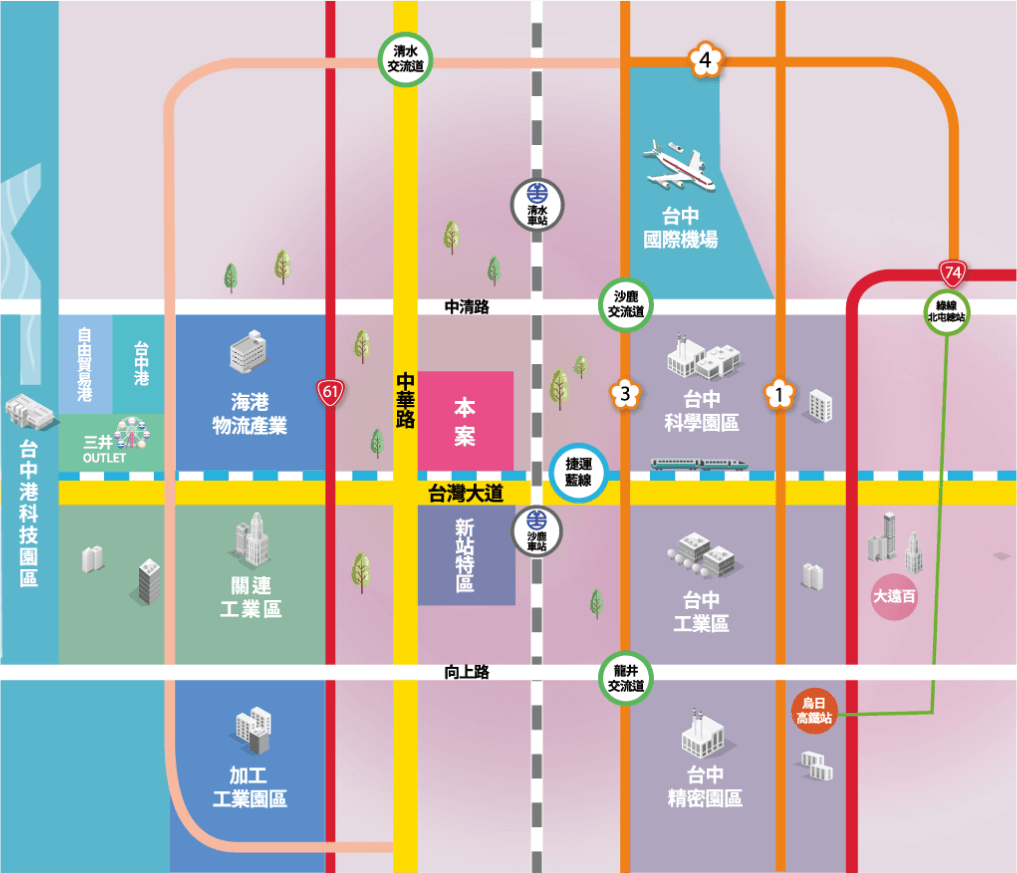 清水
交流道
4
清水
車站
台中
國際機場
74
綠線
北屯總站
中清路
沙鹿
交流道
自由貿易港
台中港
海港
物流產業
61
中華路
本案
3
台中
科學園區
1
三井
OUTLET
台中港科技園區
捷運
藍線
台灣大道
新站特區
沙鹿
車站
關連
工業區
台中
工業區
大遠百
向上路
龍井
交流道
烏日
高鐵站
加工
工業園區
台中
精密園區